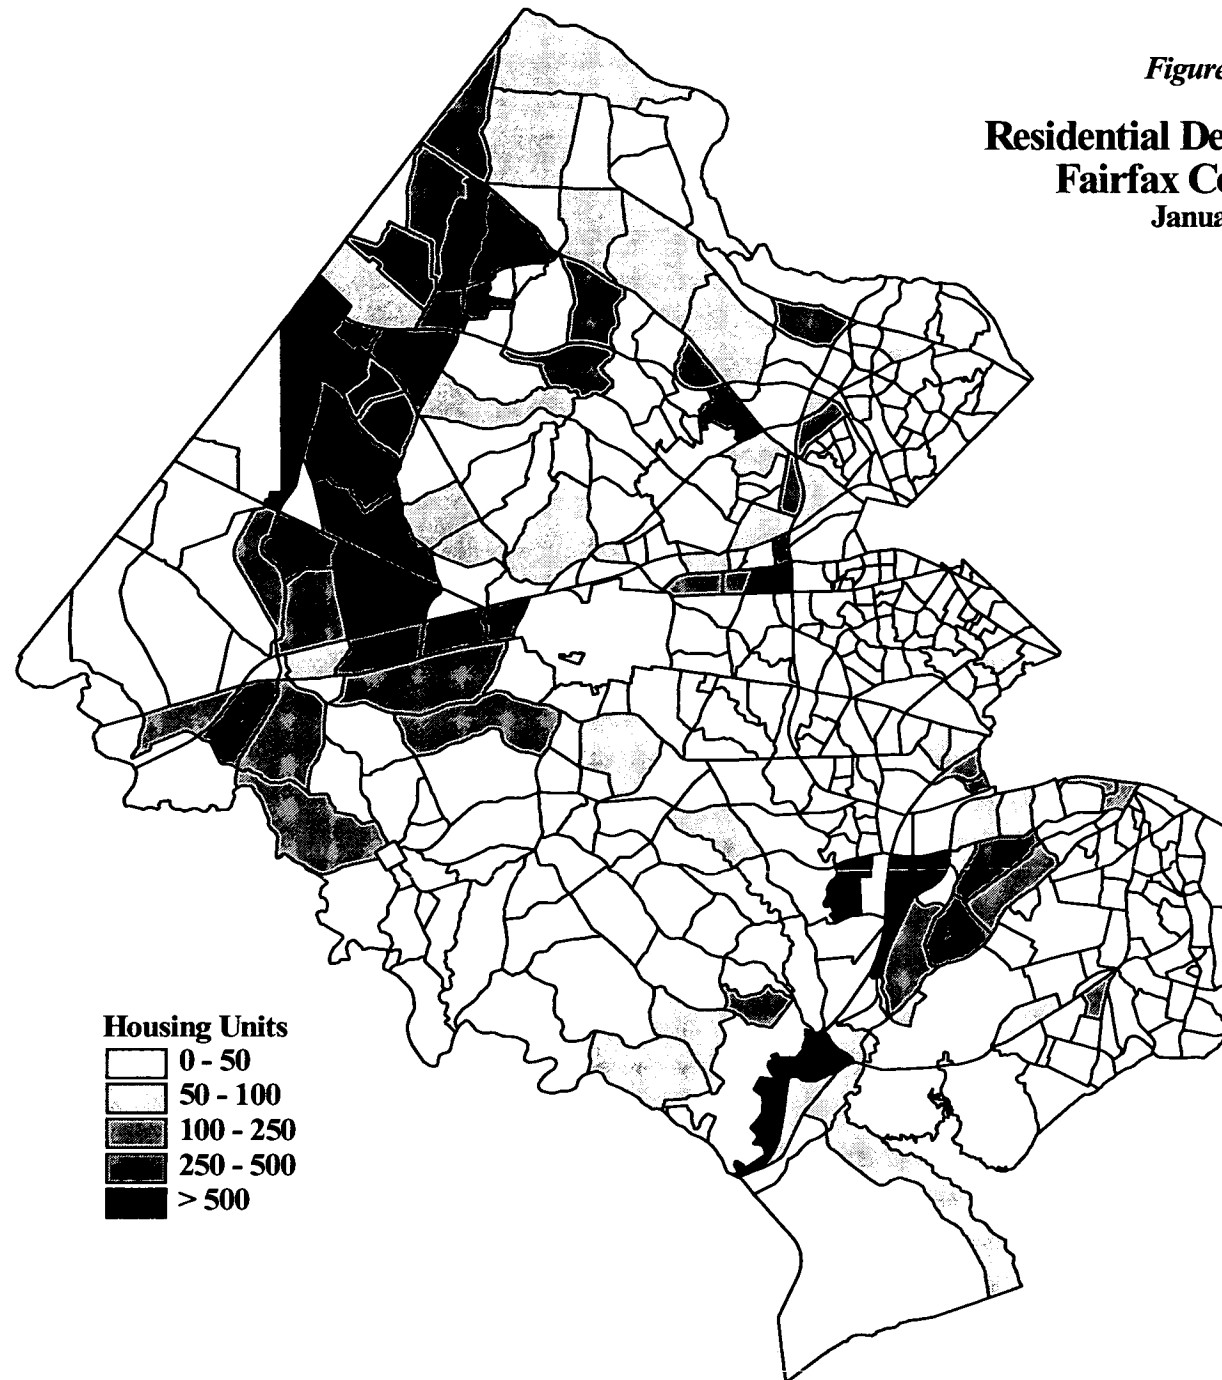 Figure
Residential De
Fairfax Co
Janua
Housing Units
0 - 50
50 - 100
100 - 250
250 - 500
> 500